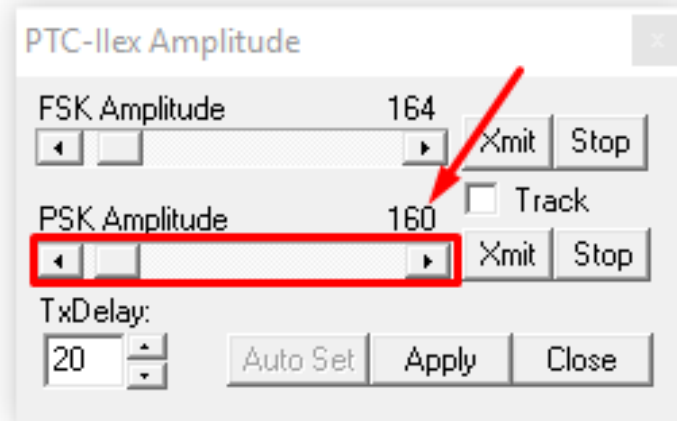 PTC-IIex Amplitude
x
FSK Amplitude 164
Xmit Stop
Track
PSK Amplitude 160
Xmit Stop
TxDelay:
20
Auto Set Apply Close